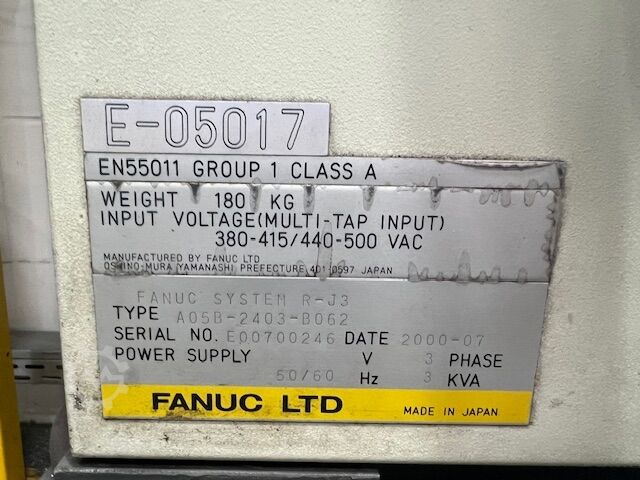 E-05017
EN55011 GROUP 1 CLASS A
WEIGHT 180 KG
INPUT VOLTAGE(MULTI-TAP INPUT)
380-415/440-500 VAC
MANUFACTURED BY FANUC LTD
OSHINO-MURA YAMANASHI PREFECTURE 401-0597 JAPAN
FANUC SYSTEM R-J3
TYPE A05B-2403-B062
SERIAL NO. E00700246 DATE 2000-07
POWER SUPPLY V 3 PHASE
50/60 Hz 3 KVA
FANUC LTD MADE IN JAPAN